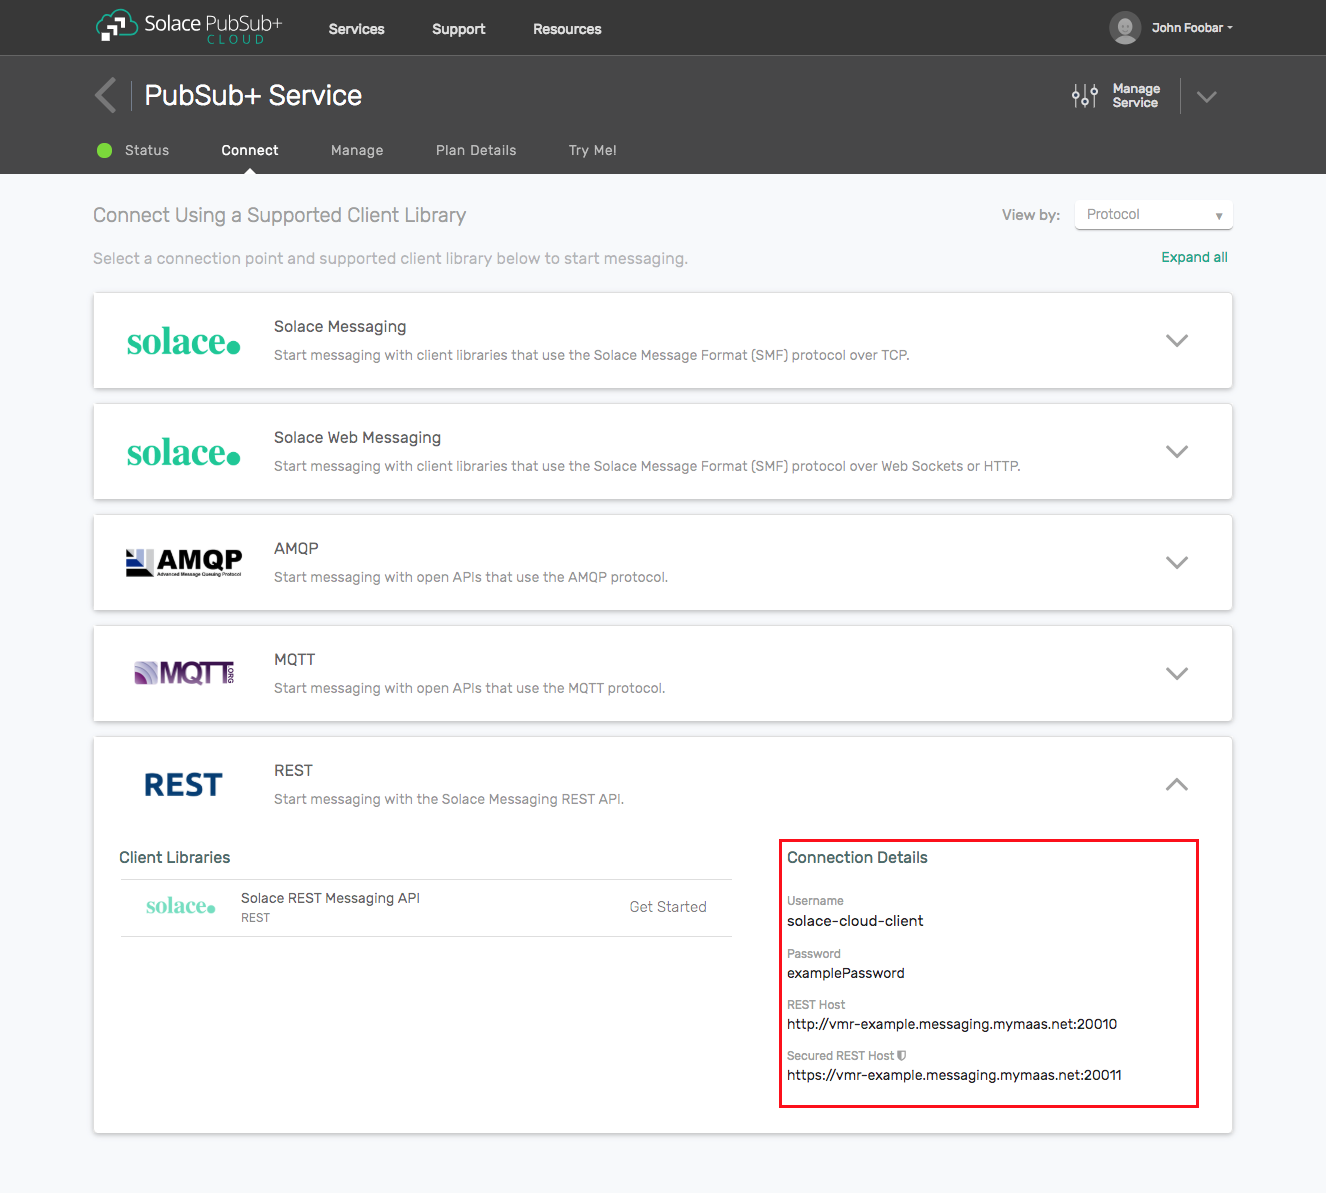 Solace PubSub+
CLOUD
Services
Support
Resources
John Foobar
PubSub+ Service
Manage
Service
Status
Connect
Manage
Plan Details
Try Me!
Connect Using a Supported Client Library
View by:
Protocol
Select a connection point and supported client library below to start messaging.
Expand all
solace.
Solace Messaging
Start messaging with client libraries that use the Solace Message Format (SMF) protocol over TCP.
solace.
Solace Web Messaging
Start messaging with client libraries that use the Solace Message Format (SMF) protocol over Web Sockets or HTTP.
AMQP
Advanced Message Queuing Protocol
AMQP
Start messaging with open APIs that use the AMQP protocol.
MQTT.ORG
MQTT
Start messaging with open APIs that use the MQTT protocol.
REST
REST
Start messaging with the Solace Messaging REST API.
Client Libraries
solace.
Solace REST Messaging API
REST
Get Started
Connection Details
Username
solace-cloud-client
Password
examplePassword
REST Host
http://vmr-example.messaging.mymaas.net:20010
Secured REST Host
https://vmr-example.messaging.mymaas.net:20011